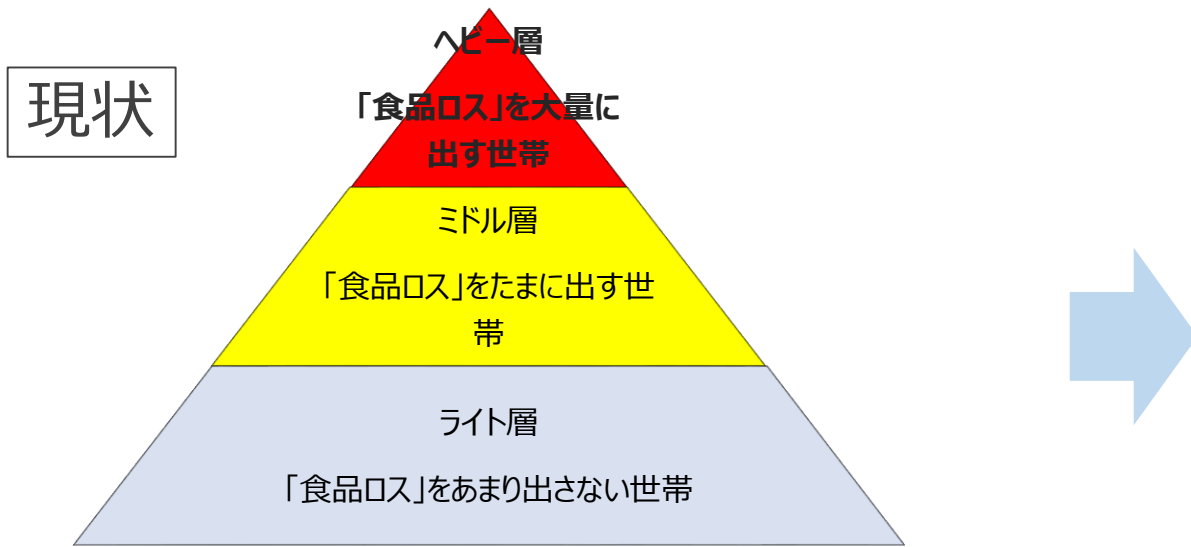 現状
ヘビー層
「食品ロス」を大量に
出す世帯
ミドル層
「食品ロス」をたまに出す世
帯
ライト層
「食品ロス」をあまり出さない世帯